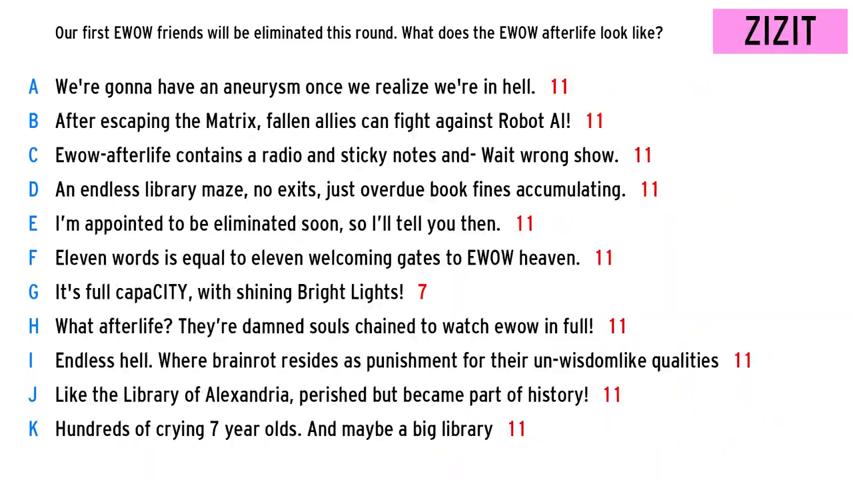 Our first EWOW friends will be eliminated this round. What does the EWOW afterlife look like?
ZIZIT
A We're gonna have an aneurysm once we realize we're in hell. 11
B After escaping the Matrix, fallen allies can fight against Robot AI! 11
C Ewow-afterlife contains a radio and sticky notes and- Wait wrong show. 11
D An endless library maze, no exits, just overdue book fines accumulating. 11
E I’m appointed to be eliminated soon, so I’ll tell you then. 11
F Eleven words is equal to eleven welcoming gates to EWOW heaven. 11
G It's full capaCITY, with shining Bright Lights! 7
H What afterlife? They’re damned souls chained to watch ewow in full! 11
I Endless hell. Where brainrot resides as punishment for their un-wisdomlike qualities 11
J Like the Library of Alexandria, perished but became part of history! 11
K Hundreds of crying 7 year olds. And maybe a big library 11